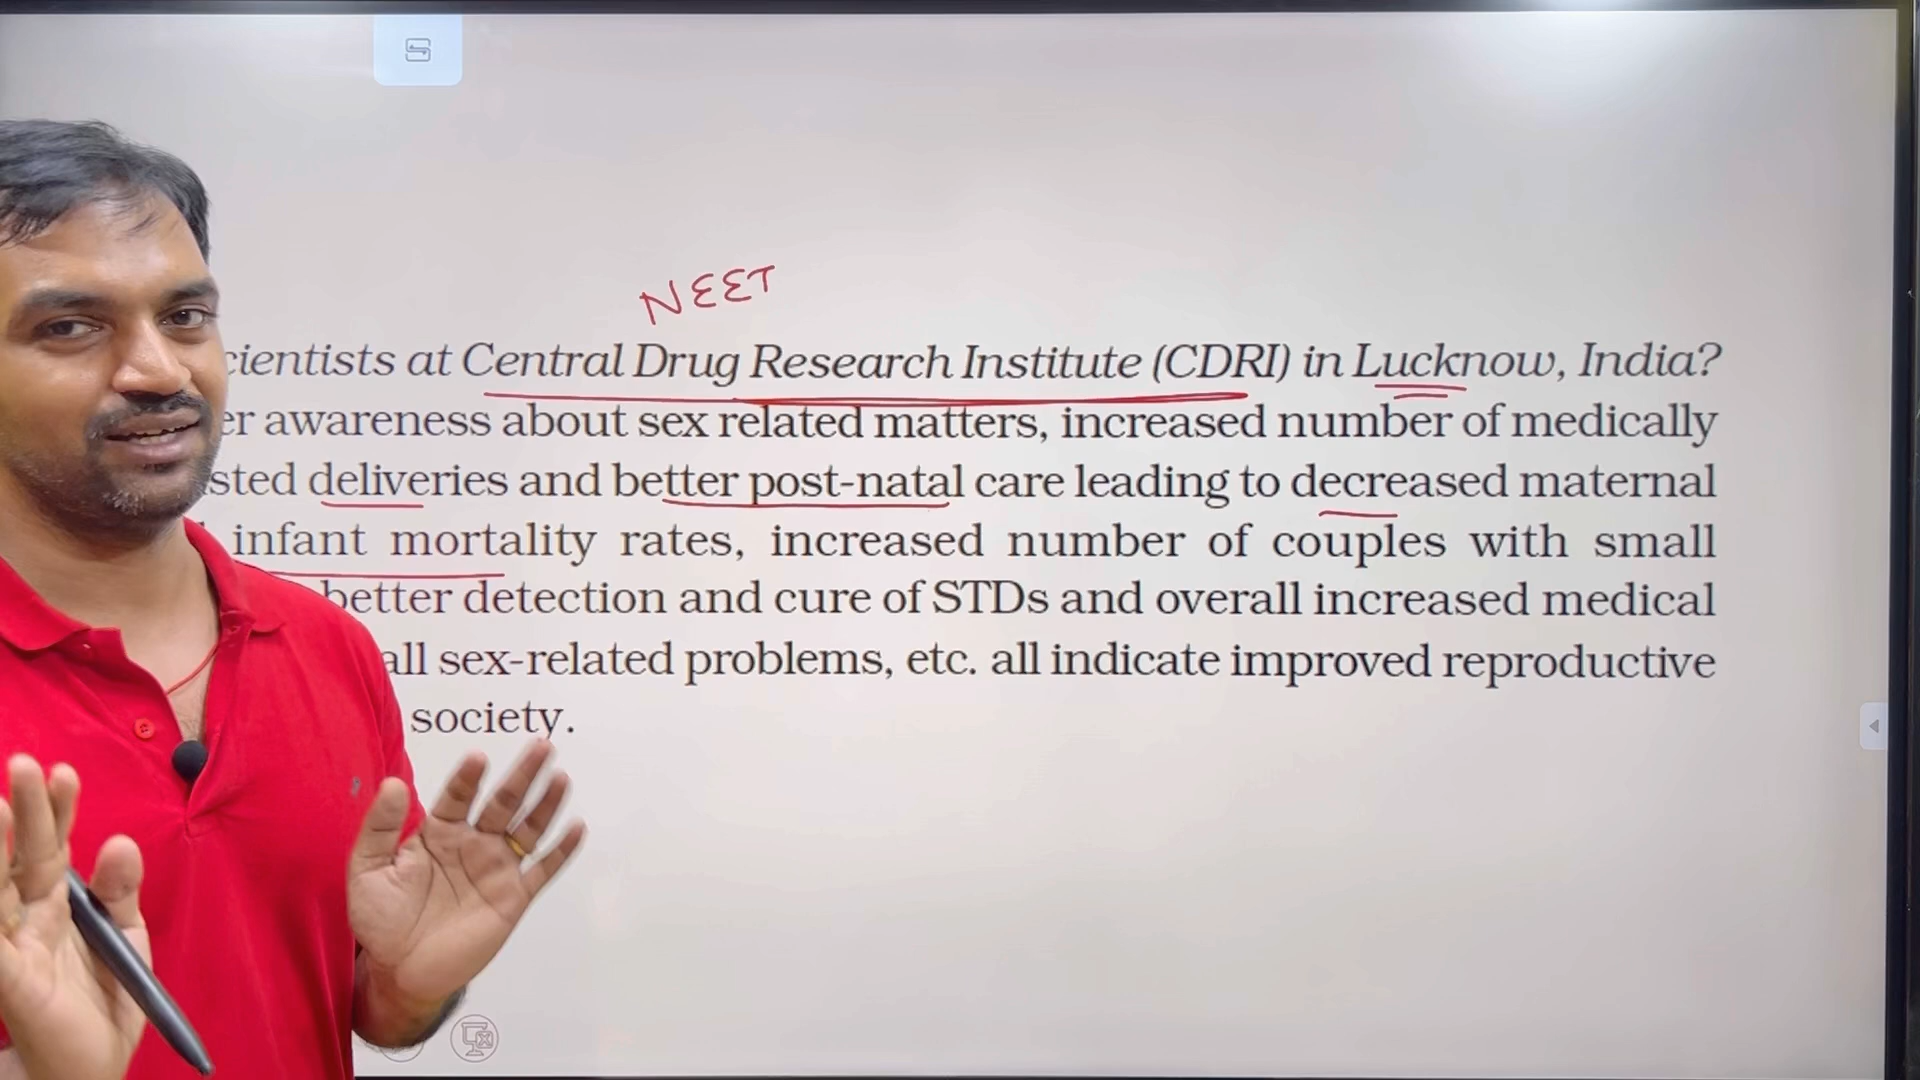 NEET
cientists at Central Drug Research Institute (CDRI) in Lucknow, India?
er awareness about sex related matters, increased number of medically
sted deliveries and better post-natal care leading to decreased maternal
infant mortality rates, increased number of couples with small
better detection and cure of STDs and overall increased medical
all sex-related problems, etc. all indicate improved reproductive
society.